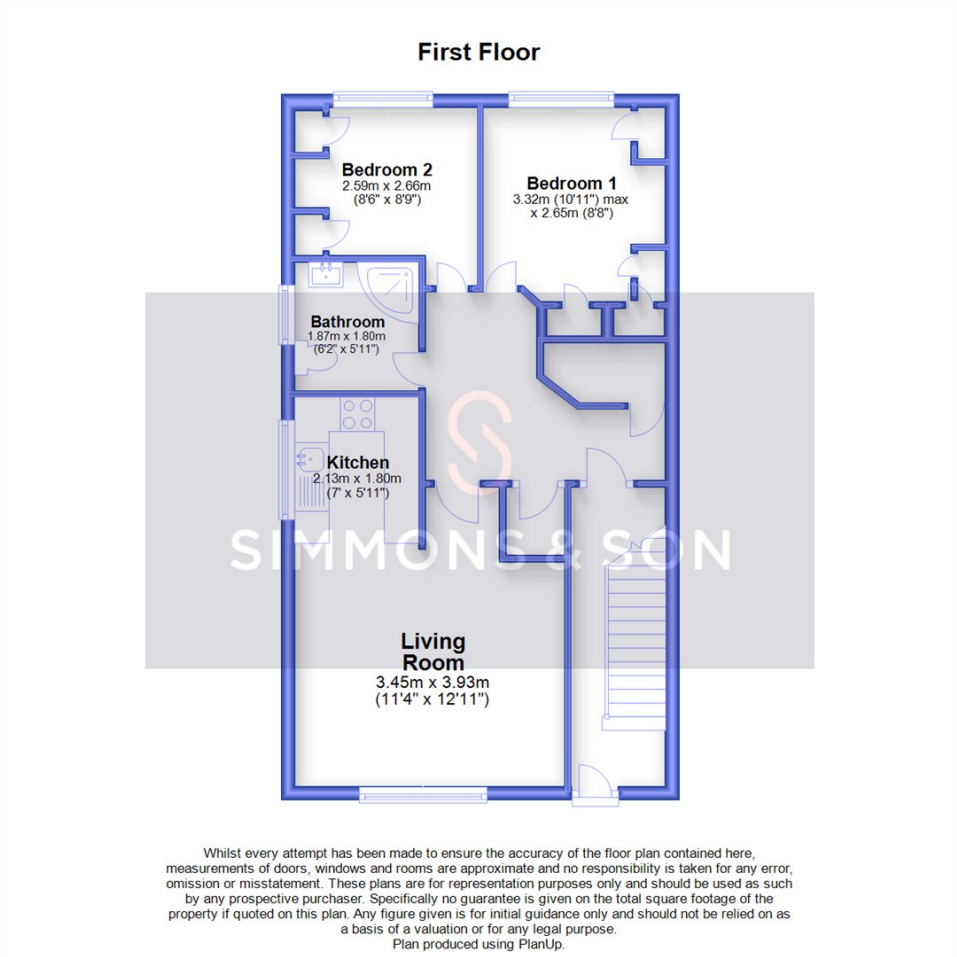 First Floor
Bedroom 2
2.59m x 2.66m
(8'6" x 8'9")
Bedroom 1
3.32m (10'11") max
x 2.65m (8'8")
Bathroom
1.87m x 1.80m
(6'2" x 5'11")
Kitchen
2.13m x 1.80m
(7' x 5'11")
SIMMONS & SON
Living
Room
3.45m x 3.93m
(11'4" x 12'11")
Whilst every attempt has been made to ensure the accuracy of the floor plan contained here,
measurements of doors, windows and rooms are approximate and no responsibility is taken for any error,
omission or misstatement. These plans are for representation purposes only and should be used as such
by any prospective purchaser. Specifically no guarantee is given on the total square footage of the
property if quoted on this plan. Any figure given is for initial guidance only and should not be relied on as
a basis of a valuation or for any legal purpose.
Plan produced using PlanUp.